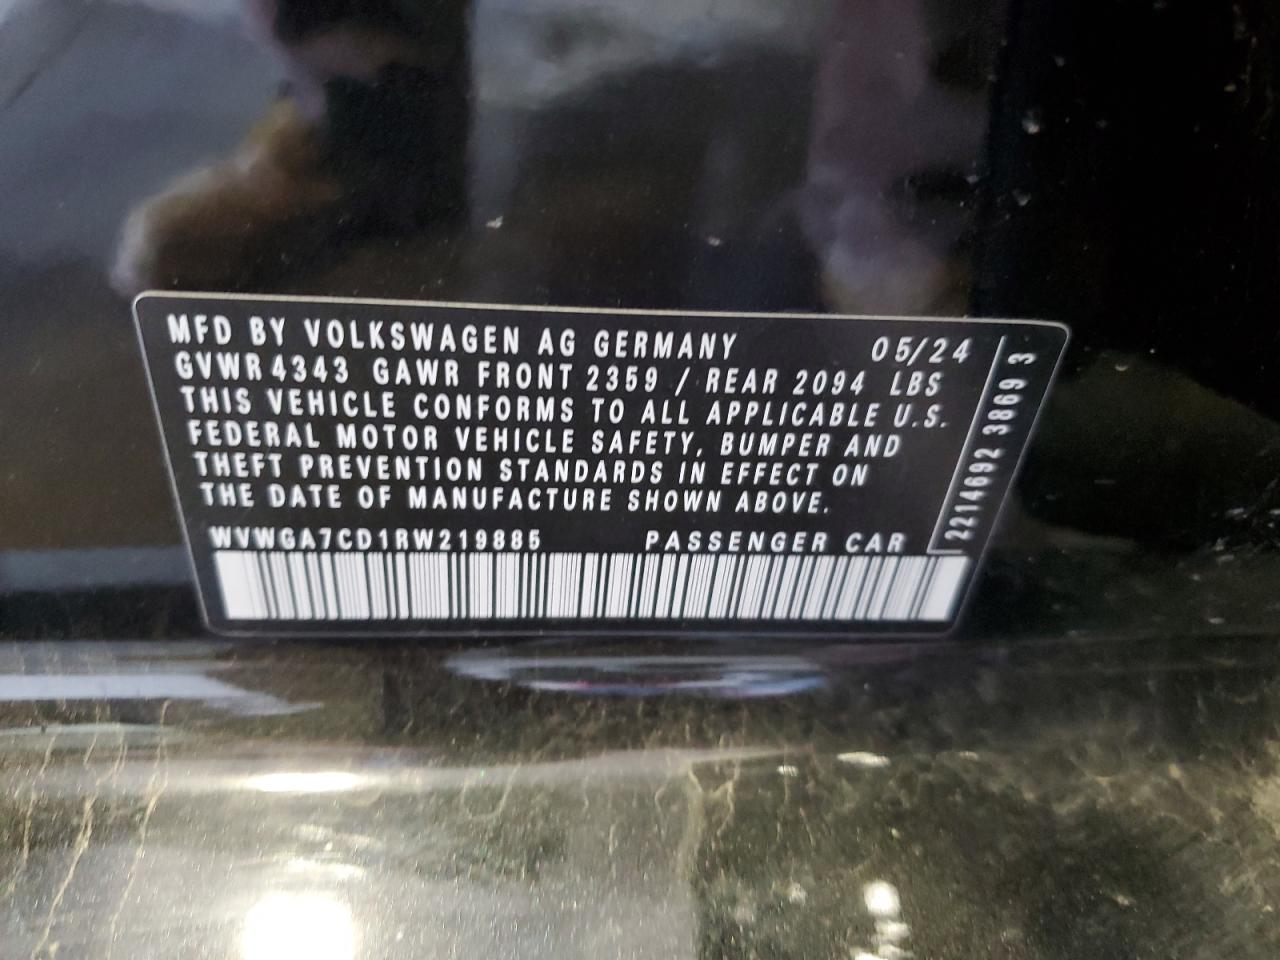 MFD BY VOLKSWAGEN AG GERMANY 05/24
GVWR 4343 GAWR FRONT 2359 / REAR 2094 LBS
THIS VEHICLE CONFORMS TO ALL APPLICABLE U.S.
FEDERAL MOTOR VEHICLE SAFETY, BUMPER AND
THEFT PREVENTION STANDARDS IN EFFECT ON
THE DATE OF MANUFACTURE SHOWN ABOVE.
WVWGA7CD1RW219885 PASSENGER CAR
2214692 3869 3